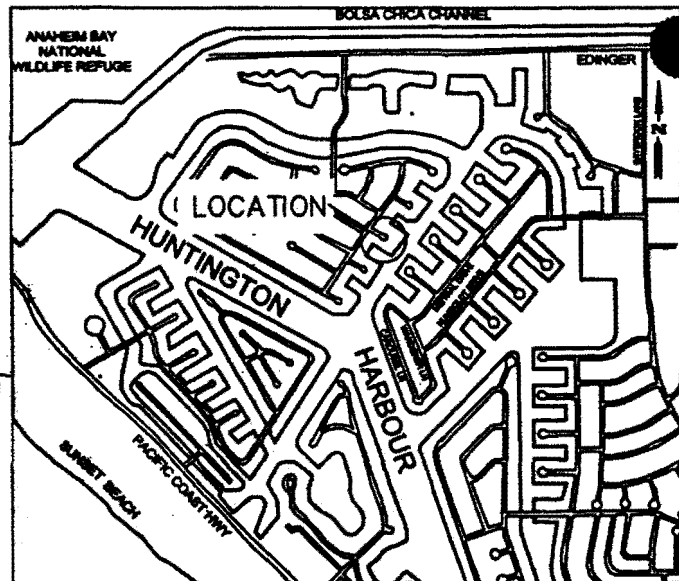 BOLSA CHICA CHANNEL
ANAHEIM BAY
NATIONAL
WILDLIFE REFUGE
EDINGER
N
LOCATION
HUNTINGTON
HARBOUR
PACIFIC COAST HWY
SUNSET BEACH